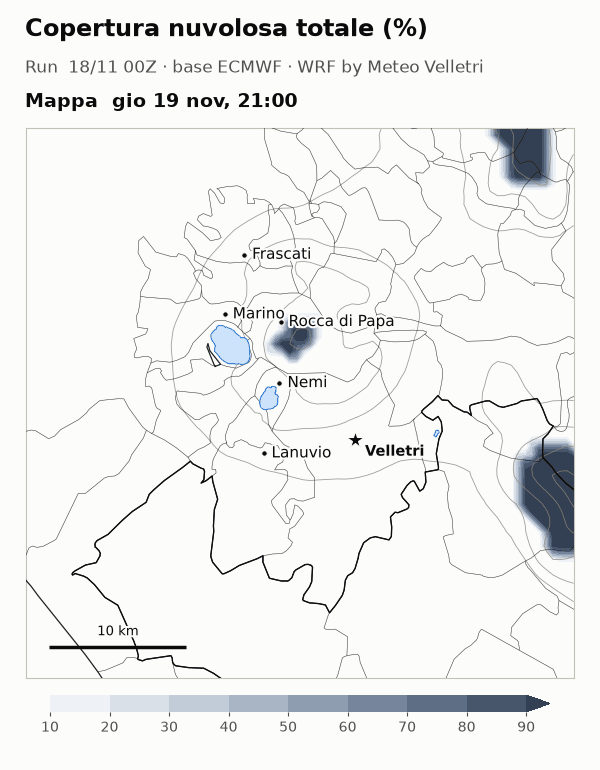 Copertura nuvolosa totale (%)
Run  18/11 00Z · base ECMWF · WRF by Meteo Velletri
Mappa  gio 19 nov, 21:00
Frascati
Marino
Rocca di Papa
Nemi
Velletri
Lanuvio
10 km
10 20 30 40 50 60 70 80 90